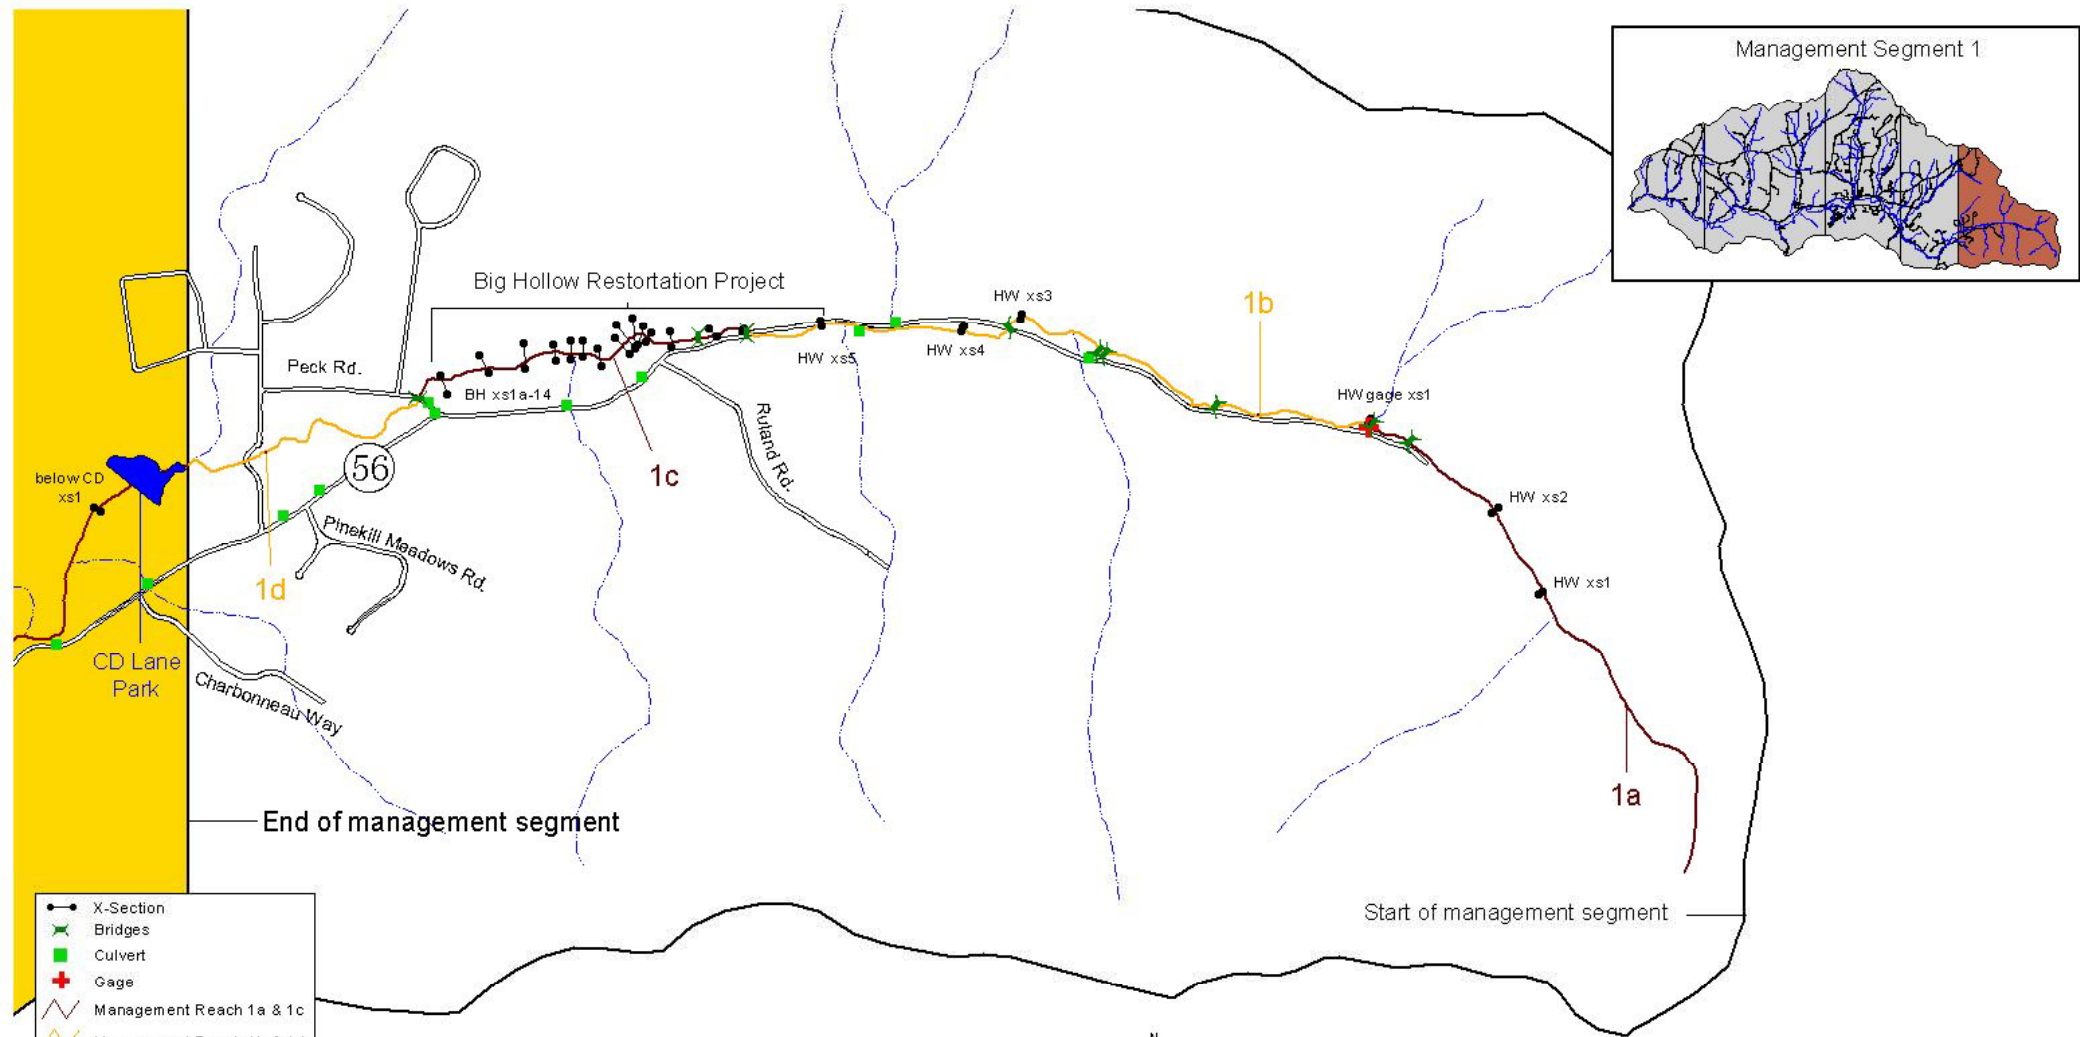 Management Segment 1
Big Hollow Restortation Project
HW xs3
1b
Peck Rd.
HW xs5
HW xs4
BH xs1a-14
HW gage xs1
Ruland Rd.
56
1c
below CD
xs1
HW xs2
Pinekill Meadows Rd.
1d
HW xs1
CD Lane
Park
Charbonneau Way
1a
End of management segment
Start of management segment
X-Section
Bridges
Culvert
Gage
Management Reach 1a & 1c